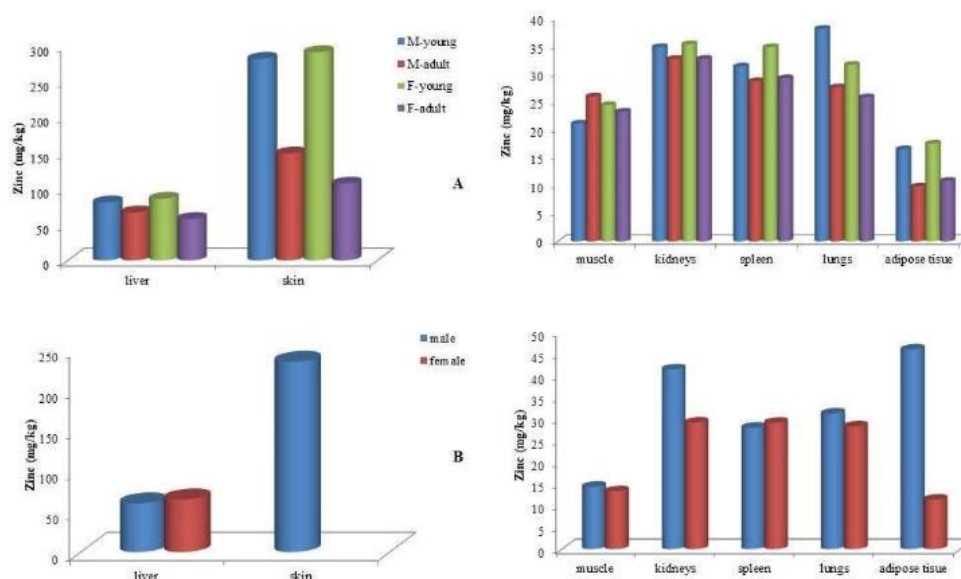 300
250
200
150
100
50
0
Zinc (mg/kg)
liver
skin
M-young
M-adult
F-young
F-adult
A
40
35
30
25
20
15
10
5
0
Zinc (mg/kg)
muscle
kidneys
spleen
lungs
adipose tisue
250
200
150
100
50
0
Zinc (mg/kg)
liver
skin
male
female
B
50
45
40
35
30
25
20
15
10
5
0
Zinc (mg/kg)
muscle
kidneys
spleen
lungs
adipose tisue